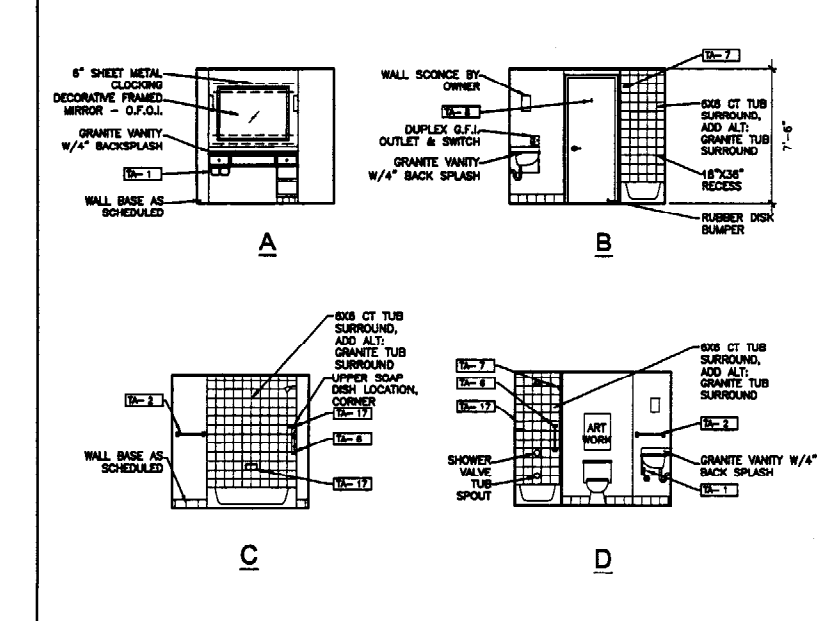 6" SHEET METAL
CLOCKING
DECORATIVE FRAMED
MIRROR - O.F.O.I.
GRANITE VANITY
W/4" BACKSPLASH
TA-1
WALL BASE AS
SCHEDULED
A
WALL SCONCE BY
OWNER
TA-8
DUPLEX G.F.I.
OUTLET & SWITCH
GRANITE VANITY
W/4" BACK SPLASH
TA-7
6X6 CT TUB
SURROUND,
ADD ALT:
GRANITE TUB
SURROUND
16"X36"
RECESS
7'-6"
RUBBER DISK
BUMPER
B
6X6 CT TUB
SURROUND,
ADD ALT:
GRANITE TUB
SURROUND
UPPER SOAP
DISH LOCATION,
CORNER
TA-2
TA-17
TA-6
WALL BASE AS
SCHEDULED
TA-17
C
TA-7
TA-6
TA-17
6X6 CT TUB
SURROUND,
ADD ALT:
GRANITE TUB
SURROUND
ART
WORK
TA-2
SHOWER
VALVE
TUB
SPOUT
GRANITE VANITY W/4"
BACK SPLASH
TA-1
D